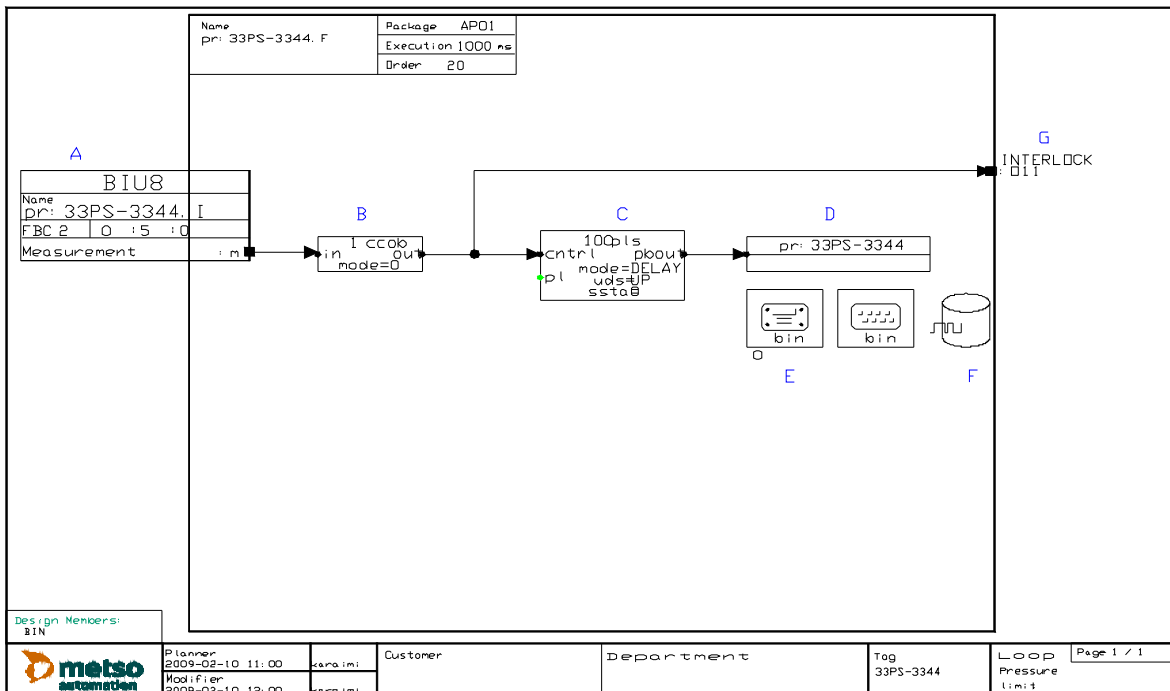 Name
pr: 33PS-3344. F
Package AP01
Execution 1000 ms
Order 20
A
BIU8
Name
pr: 33PS-3344. I
FBC 2 0 :5 :0
Measurement : m
B
1 ccob
in out
mode=0
C
100pls
cntrl pbout
mode=DELAY
pl
uds=UP
D
pr: 33PS-3344
bin
0
bin
E
F
G
INTERLOCK
: 011
Design Members:
BIN
metso
automation
Planner
2009-02-10 11:00 karaimi
Modifier
Customer
Department
Tag
33PS-3344
LOOP
Pressure
limit
Page 1 / 1